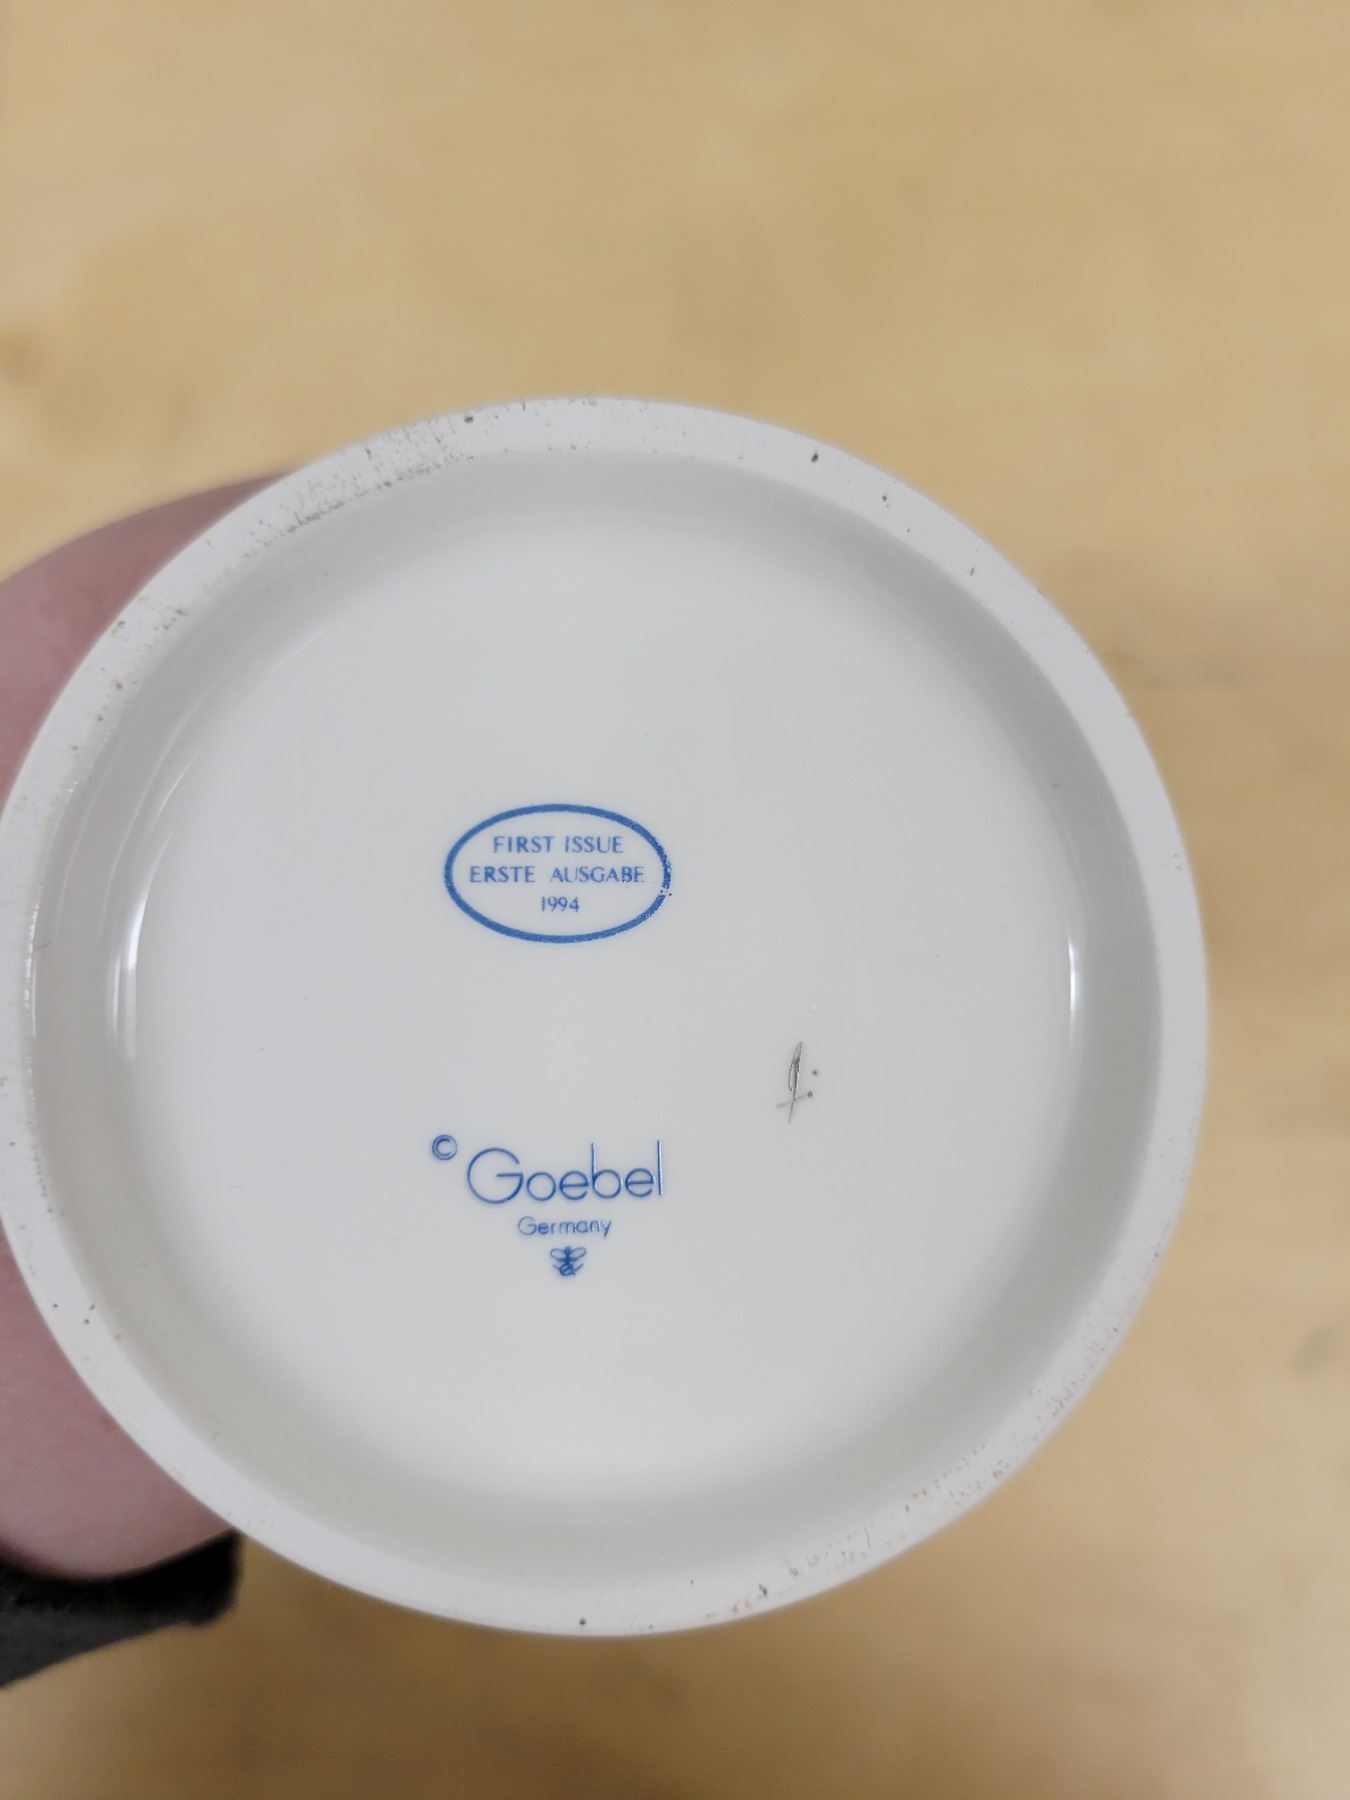 FIRST ISSUE
ERSTE AUSGABE
1994
© Goebel
Germany